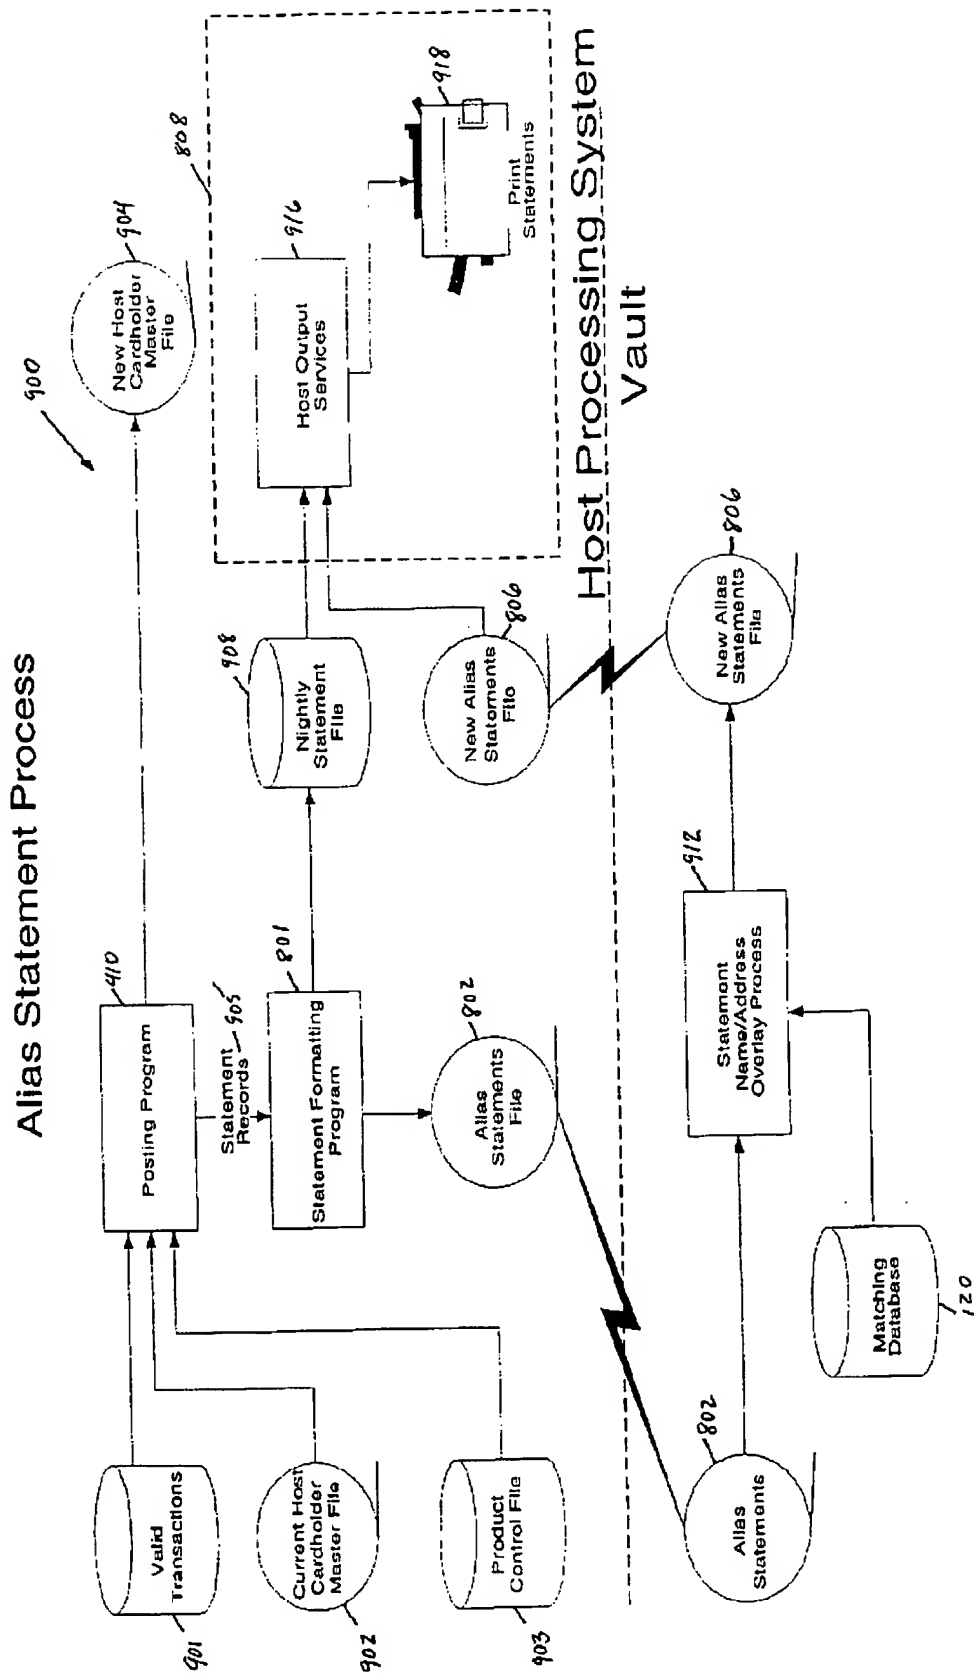 Alias Statement Process
900
Valid
Transactions
901
Current Host
Cardholder
Master File
902
Product
Control File
903
Posting Program
410
Statement
Records
905
Statement Formatting
Program
801
Alias
Statements
File
802
New Host
Cardholder
Master
File
904
Nightly
Statement
File
908
New Alias
Statements
File
806
808
Host Output
Services
916
918
Print
Statements
Host Processing System
Vault
Alias
Statements
802
Matching
Database
120
Statement
Name/Address
Overlay Process
912
New Alias
Statements
File
806